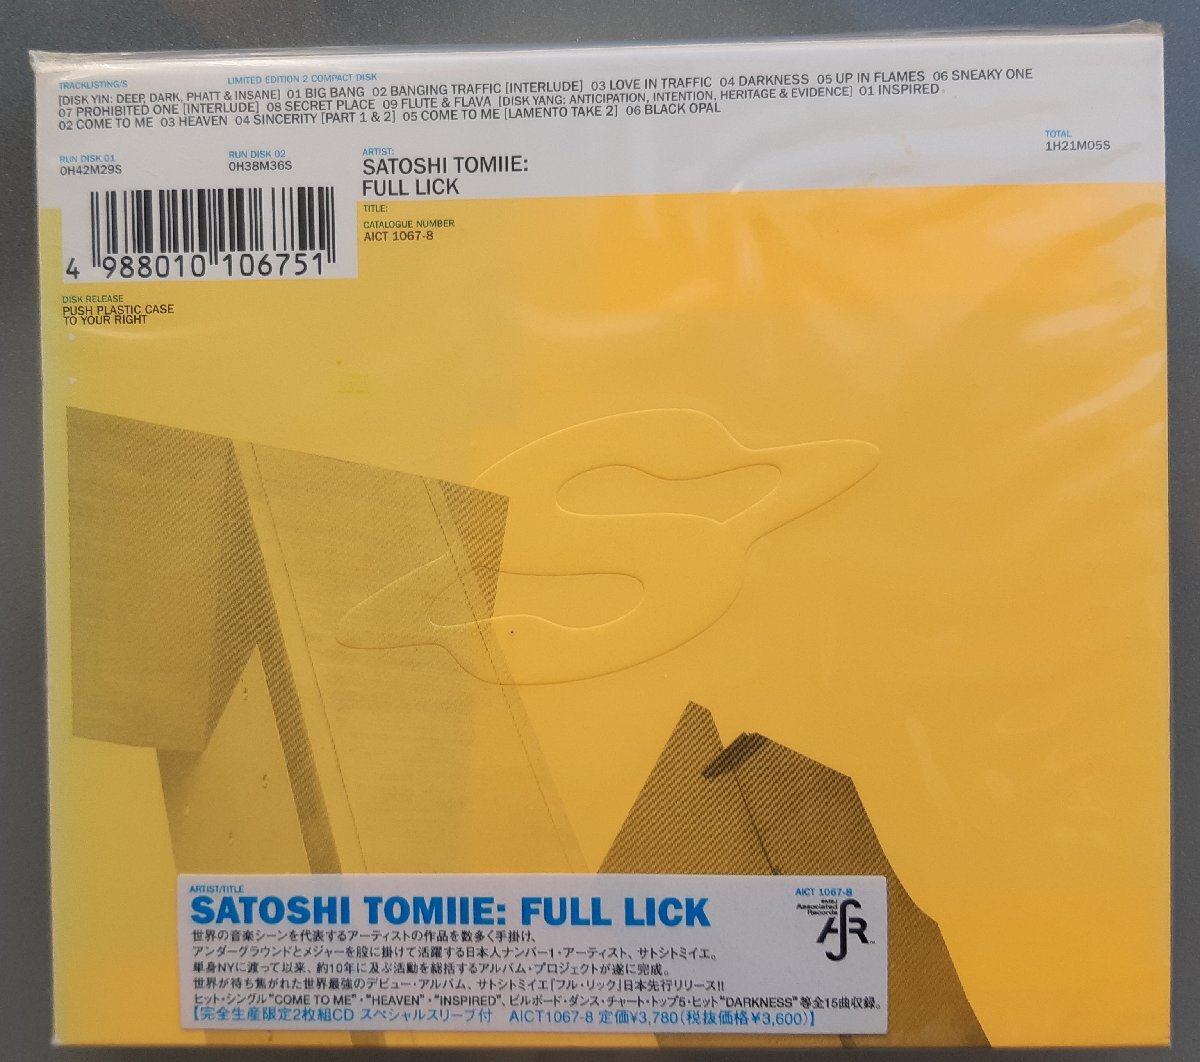 TRACKLISTING/S LIMITED EDITION 2 COMPACT DISK
[DISK YIN: DEEP, DARK, PHATT & INSANE] 01 BIG BANG 02 BANGING TRAFFIC [INTERLUDE] 03 LOVE IN TRAFFIC 04 DARKNESS 05 UP IN FLAMES 06 SNEAKY ONE
07 PROHIBITED ONE [INTERLUDE] 08 SECRET PLACE 09 FLUTE & FLAVA [DISK YANG: ANTICIPATION, INTENTION, HERITAGE & EVIDENCE] 01 INSPIRED
02 COME TO ME 03 HEAVEN 04 SINCERITY [PART 1 & 2] 05 COME TO ME [LAMENTO TAKE 2] 06 BLACK OPAL
RUN DISK 01
0H42M29S
RUN DISK 02
0H38M36S
ARTIST:
SATOSHI TOMIIE:
FULL LICK
TITLE:
CATALOGUE NUMBER
AICT 1067-8
TOTAL
1H21M05S
4 988010 106751
DISK RELEASE
PUSH PLASTIC CASE
TO YOUR RIGHT
ARTIST/TITLE
SATOSHI TOMIIE: FULL LICK
AICT 1067-8
SMEJ
Associated
Records
AJR™
世界の音楽シーンを代表するアーティストの作品を数多く手掛け、
アンダーグラウンドとメジャーを股に掛けて活躍する日本人ナンバー1・アーティスト、サトシトミイエ。
単身NYに渡って以来、約10年に及ぶ活動を総括するアルバム・プロジェクトが遂に完成。
世界が待ち焦がれた世界最強のデビュー・アルバム、サトシトミイエ『フル・リック』日本先行リリース!!
ヒット・シングル"COME TO ME"・"HEAVEN"・"INSPIRED"、ビルボード・ダンス・チャート・トップ5・ヒット"DARKNESS"等全15曲収録。
【完全生産限定2枚組CD スペシャルスリーブ付 AICT1067-8 定価¥3,780(税抜価格¥3,600)】